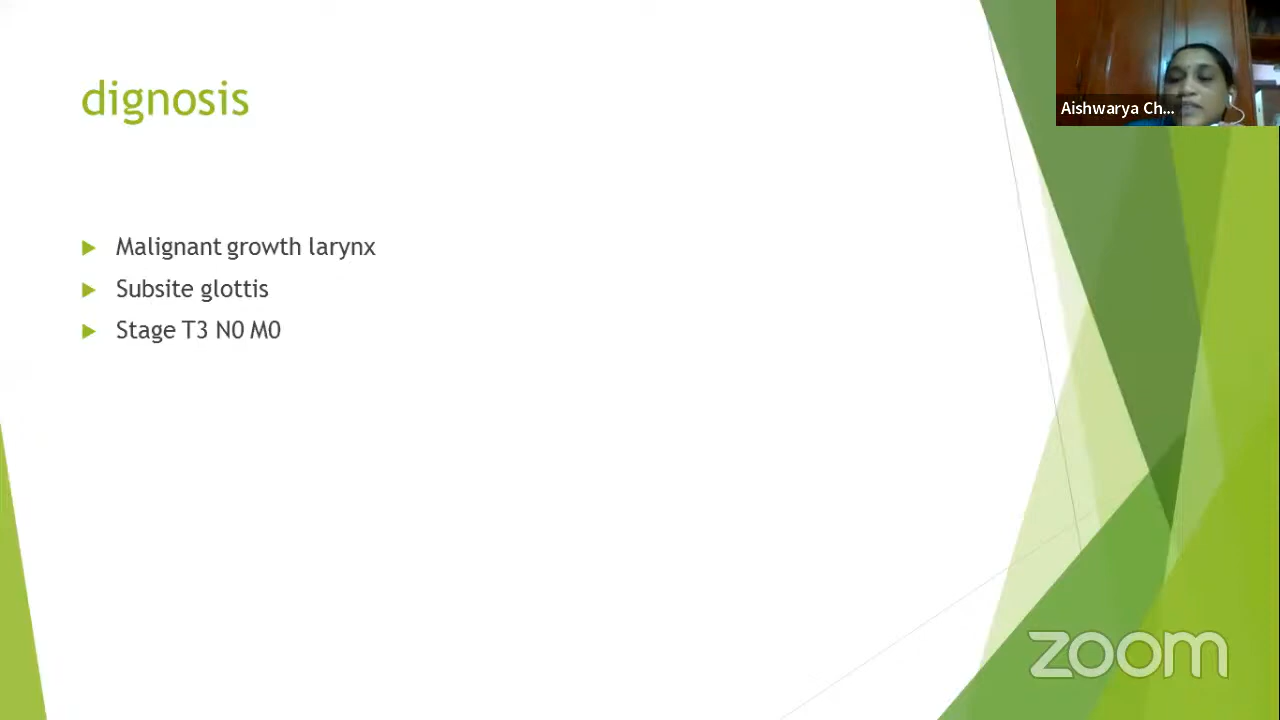 dignosis
Aishwarya Ch...
Malignant growth larynx
Subsite glottis
Stage T3 N0 M0
zoom